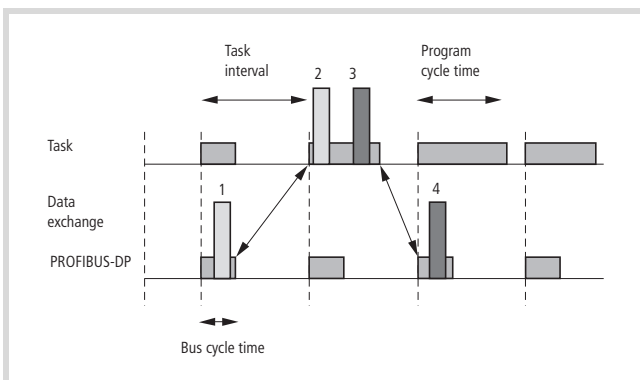 Task
interval
Program
cycle time
2
3
Task
1
4
Data
exchange
PROFIBUS-DP
Bus cycle time